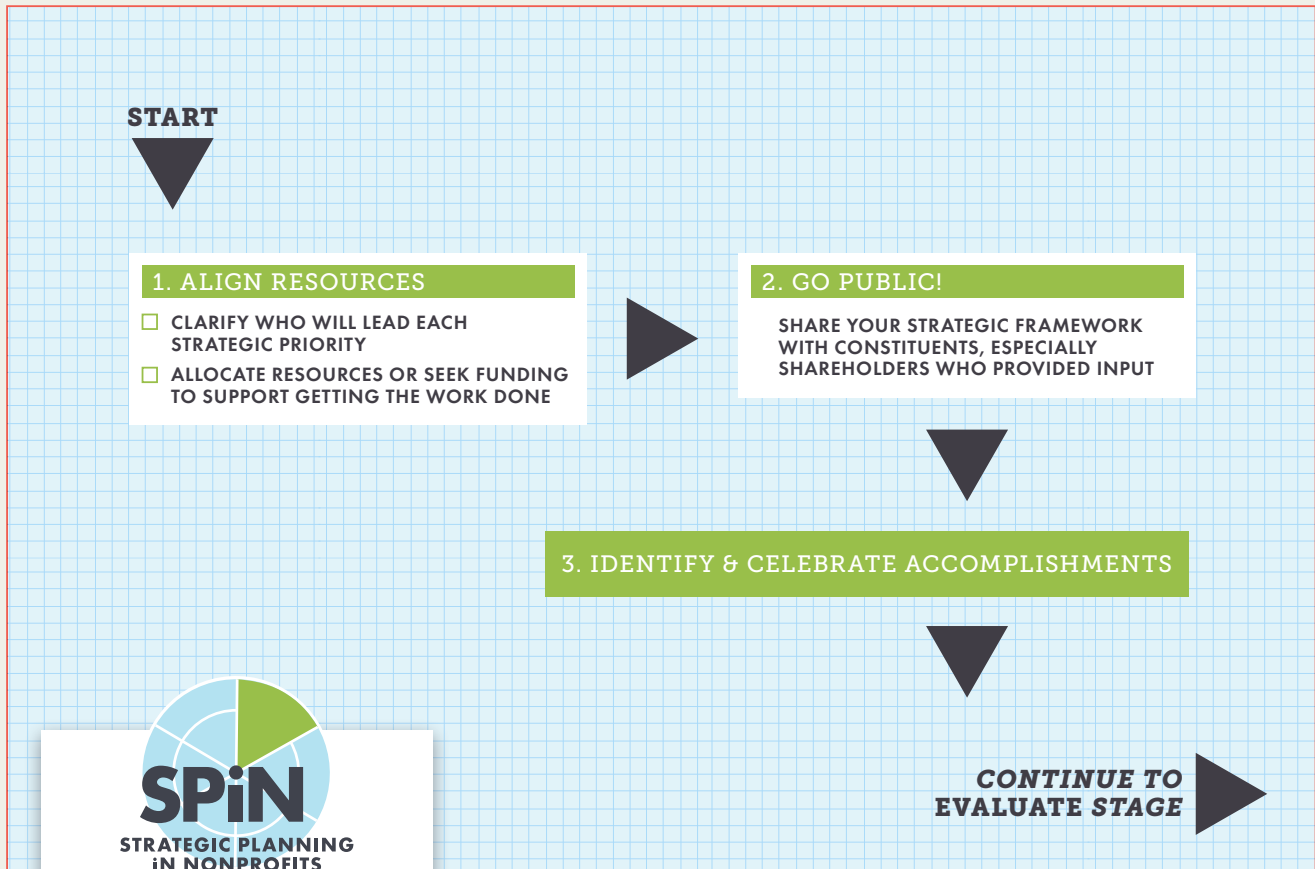 START
1. ALIGN RESOURCES
CLARIFY WHO WILL LEAD EACH
STRATEGIC PRIORITY
ALLOCATE RESOURCES OR SEEK FUNDING
TO SUPPORT GETTING THE WORK DONE
2. GO PUBLIC!
SHARE YOUR STRATEGIC FRAMEWORK
WITH CONSTITUENTS, ESPECIALLY
SHAREHOLDERS WHO PROVIDED INPUT
3. IDENTIFY & CELEBRATE ACCOMPLISHMENTS
CONTINUE TO
EVALUATE STAGE
SPiN
STRATEGIC PLANNING
iN NONPROFITS